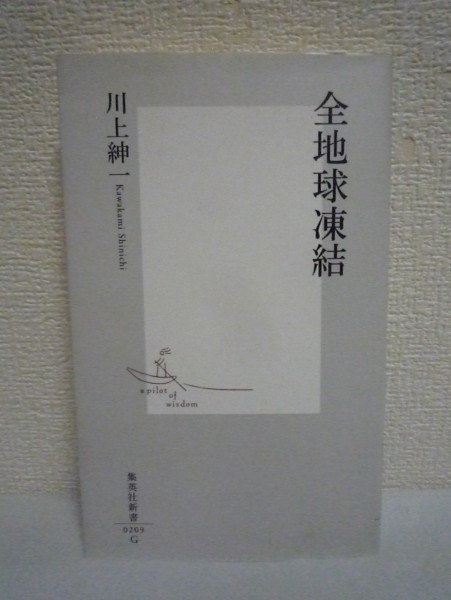 全地球凍結
川上紳一
Kawakami Shinichi
a pilot
of
wisdom
集英社新書
0209
G